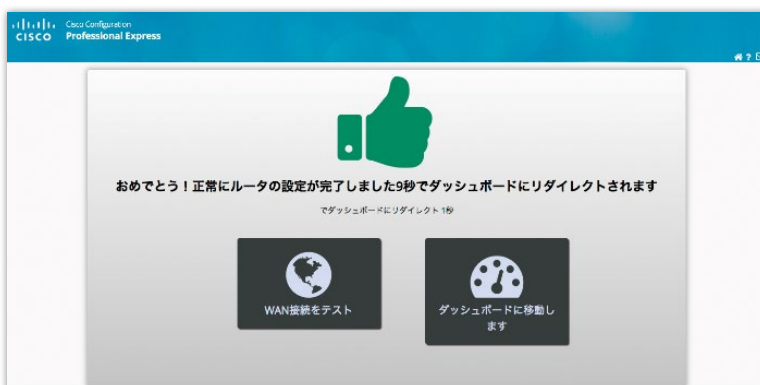 Cisco Configuration
CISCO Professional Express
おめでとう！正常にルータの設定が完了しました9秒でダッシュボードにリダイレクトされます
でダッシュボードにリダイレクト 1秒
WAN接続をテスト
ダッシュボードに移動し
ます